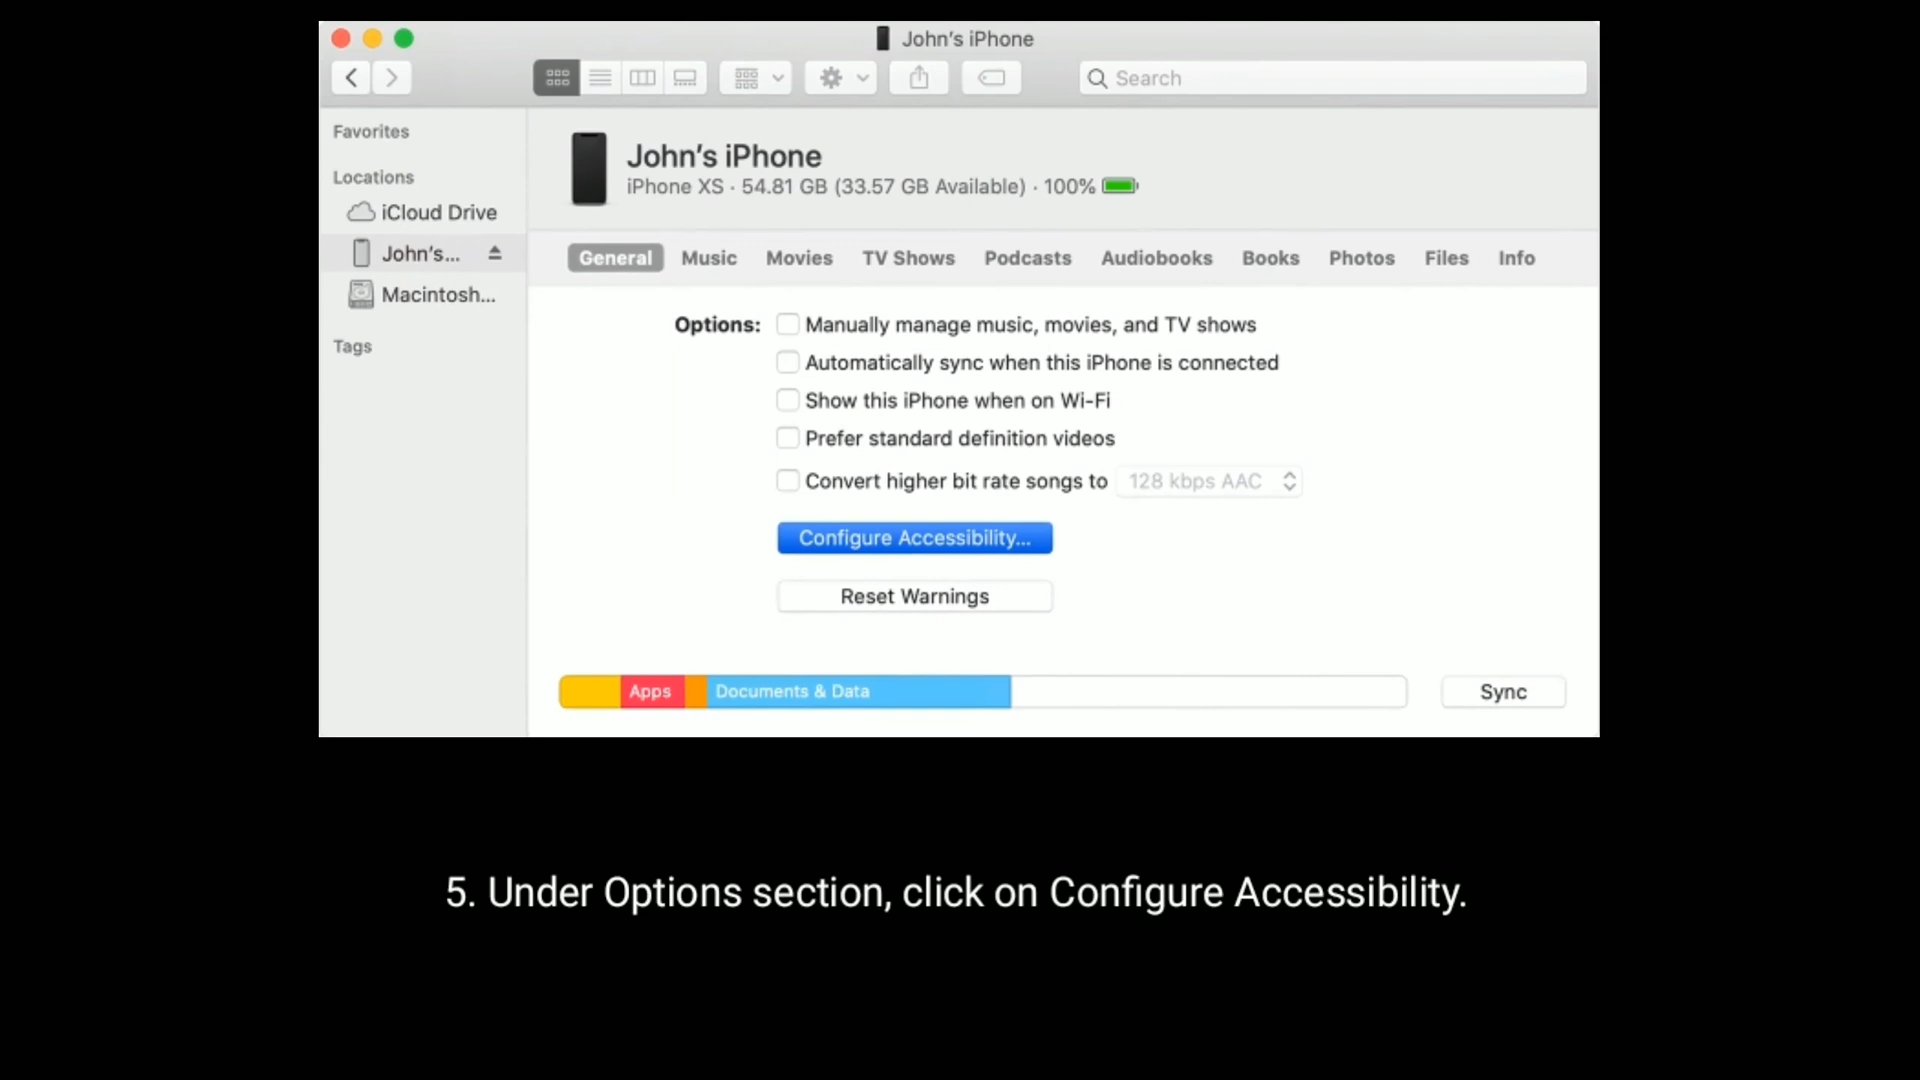 John's iPhone
Search
Favorites
Locations
iCloud Drive
John's...
Macintosh...
Tags
John's iPhone
iPhone XS · 54.81 GB (33.57 GB Available) · 100%
General Music Movies TV Shows Podcasts Audiobooks Books Photos Files Info
Options: Manually manage music, movies, and TV shows
Automatically sync when this iPhone is connected
Show this iPhone when on Wi-Fi
Prefer standard definition videos
Convert higher bit rate songs to 128 kbps AAC
Configure Accessibility...
Reset Warnings
Apps Documents & Data Sync
5. Under Options section, click on Configure Accessibility.